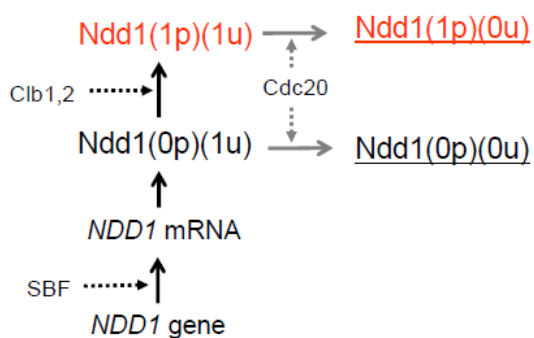 Ndd1(1p)(1u)
Ndd1(1p)(0u)
Clb1,2
Cdc20
Ndd1(0p)(1u)
Ndd1(0p)(0u)
NDD1 mRNA
SBF
NDD1 gene